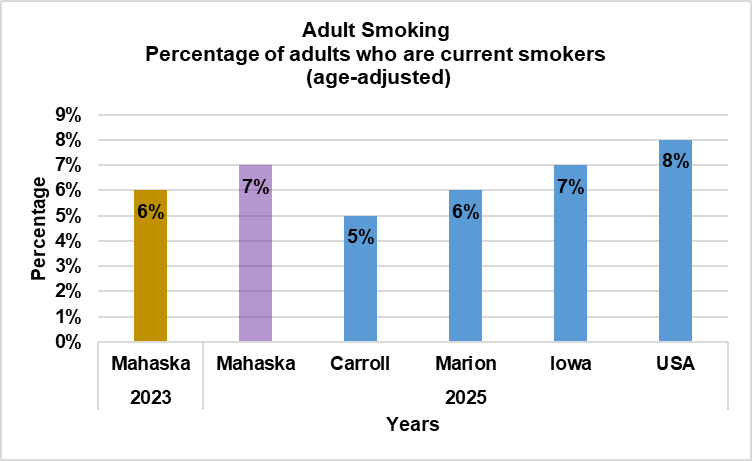 Adult Smoking
Percentage of adults who are current smokers
(age-adjusted)
Percentage
9%
8%
7%
6%
5%
4%
3%
2%
1%
0%
6%
7%
5%
6%
7%
8%
Mahaska
Mahaska
Carroll
Marion
Iowa
USA
2023
2025
Years